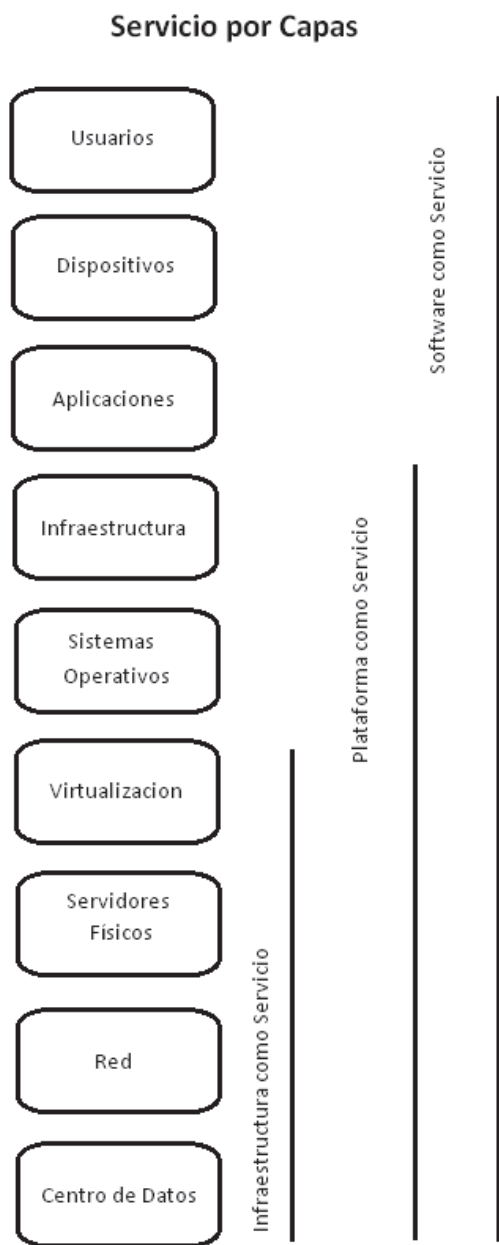 Servicio por Capas
Usuarios
Dispositivos
Aplicaciones
Infraestructura
Sistemas
Operativos
Virtualizacion
Servidores
Físicos
Red
Centro de Datos
Infraestructura como Servicio
Plataforma como Servicio
Software como Servicio